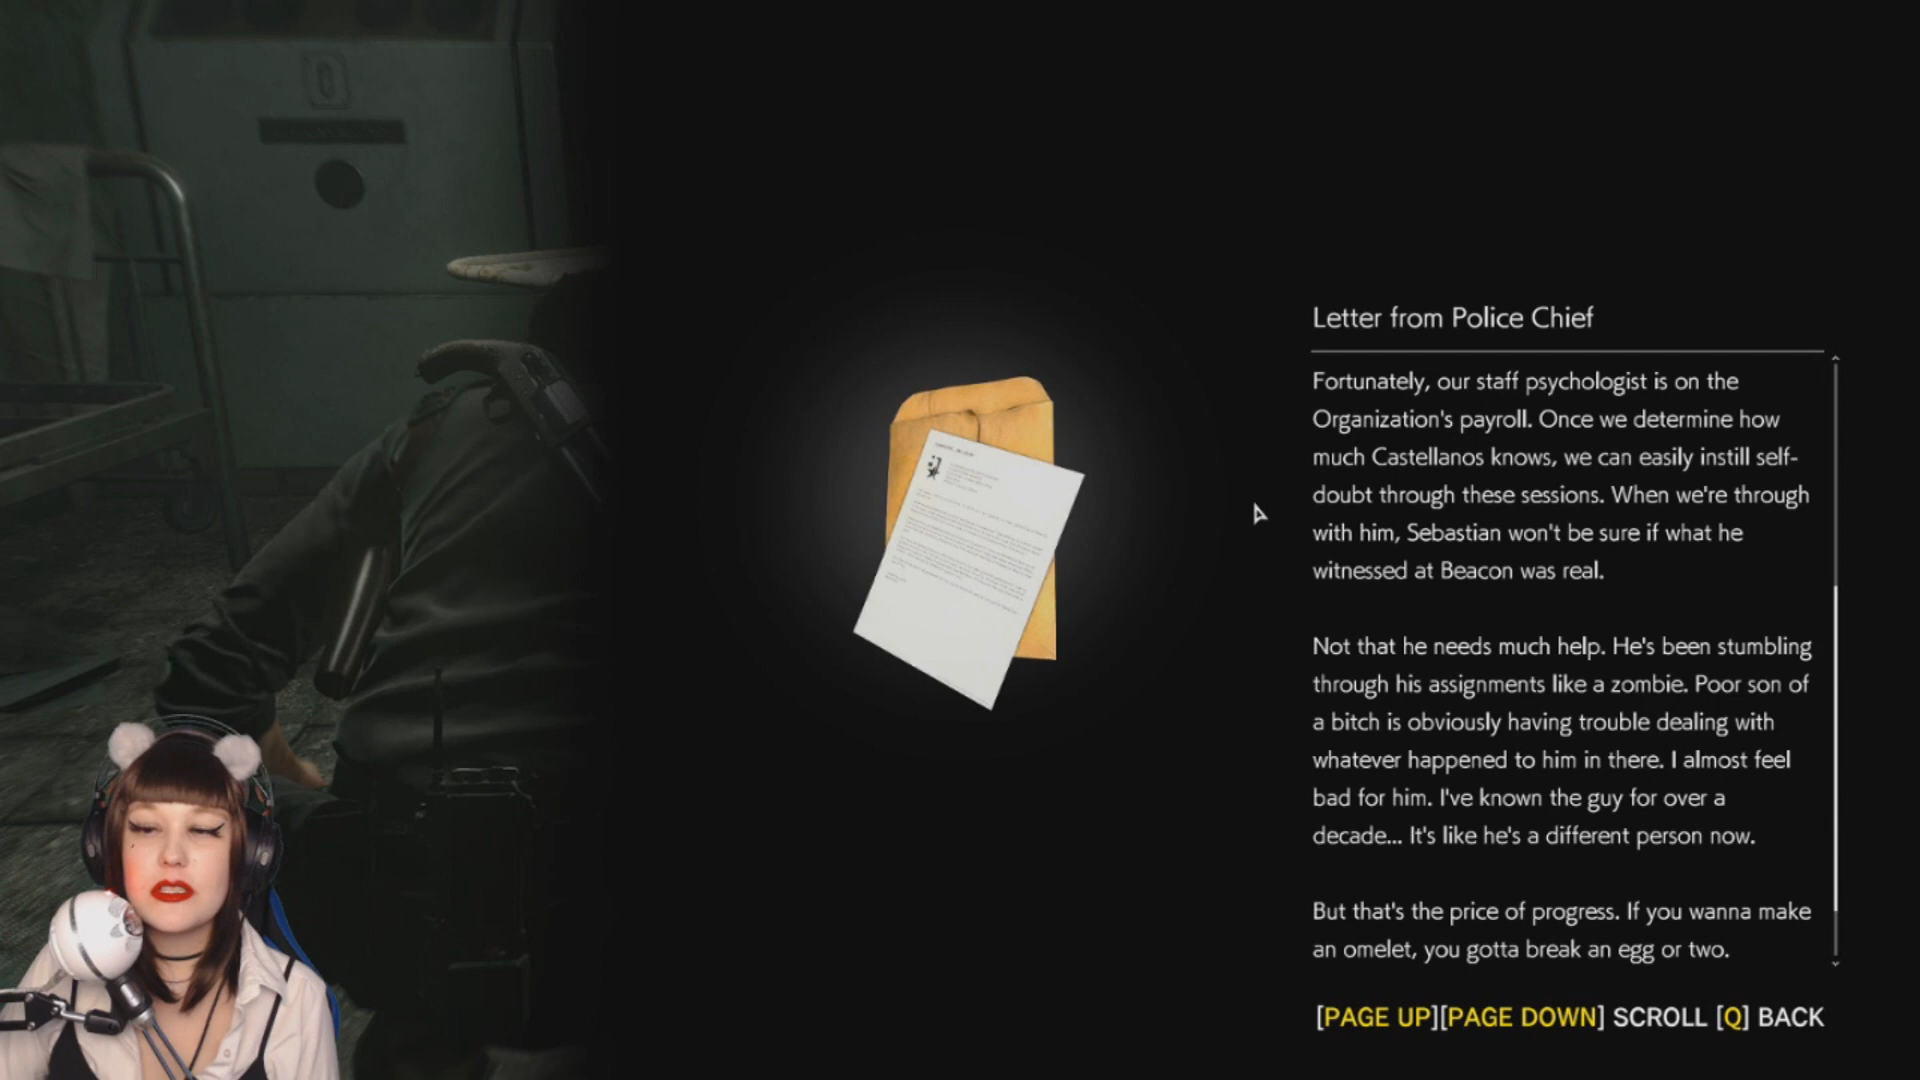 Letter from Police Chief
Fortunately, our staff psychologist is on the
Organization's payroll. Once we determine how
much Castellanos knows, we can easily instill self-
doubt through these sessions. When we're through
with him, Sebastian won't be sure if what he
witnessed at Beacon was real.
Not that he needs much help. He's been stumbling
through his assignments like a zombie. Poor son of
a bitch is obviously having trouble dealing with
whatever happened to him in there. I almost feel
bad for him. I've known the guy for over a
decade... It's like he's a different person now.
But that's the price of progress. If you wanna make
an omelet, you gotta break an egg or two.
[PAGE UP][PAGE DOWN] SCROLL [Q] BACK